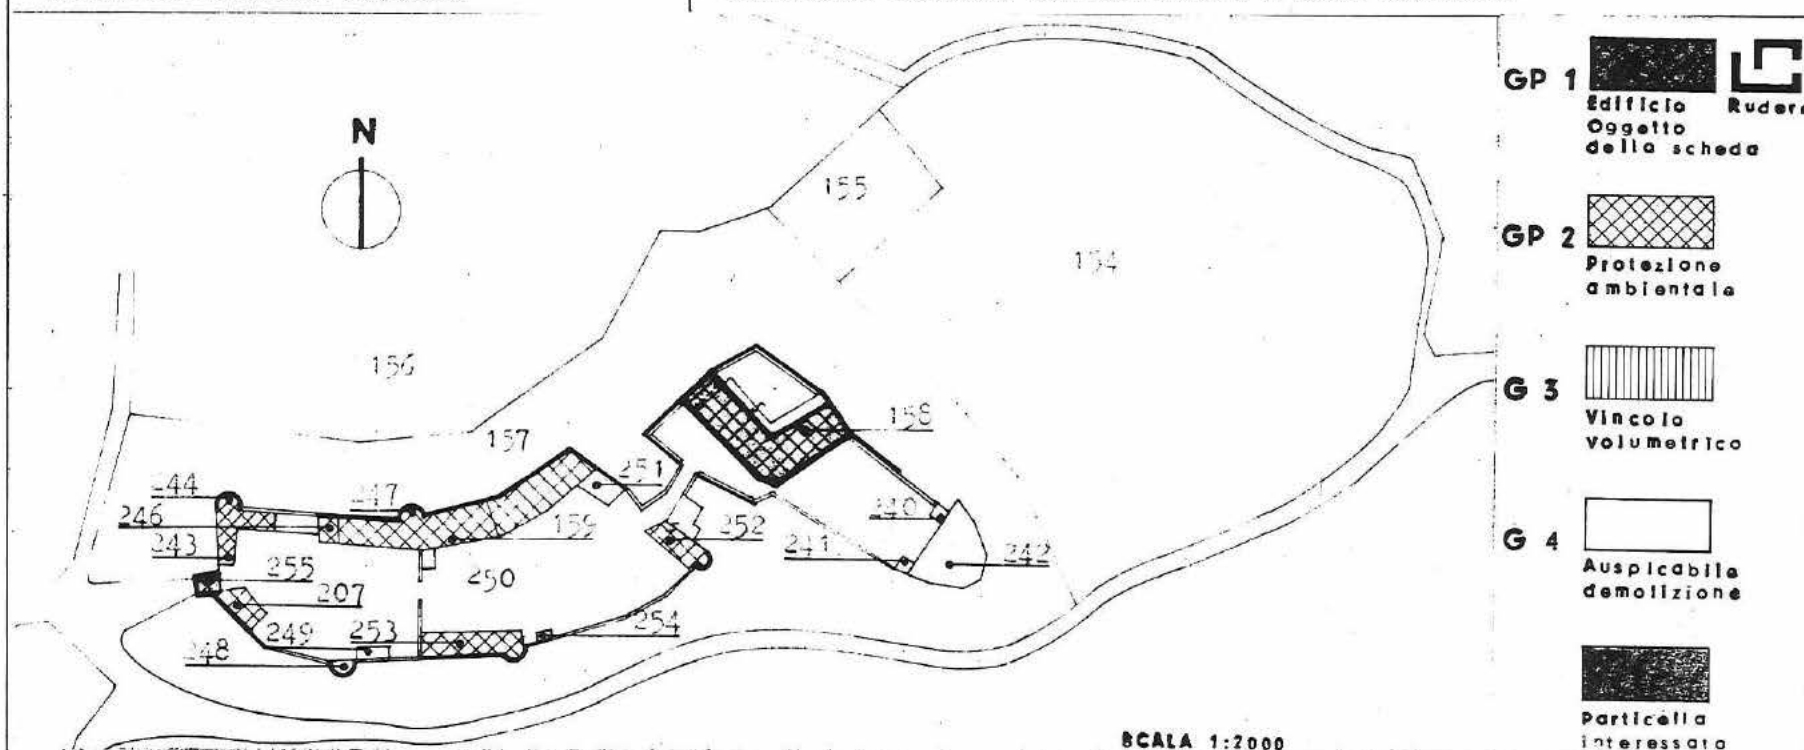 N
155
154
156
157
158
251
244
247
246
159
252
240
243
241
242
255
250
207
249
253
254
248
SCALA 1:2000
GP 1
Edificio
Oggetto
della scheda
GP 2
Protezione
ambientale
G 3
Vincolo
volumetrico
G 4
Auspicabile
demolizione
Particella
interessata